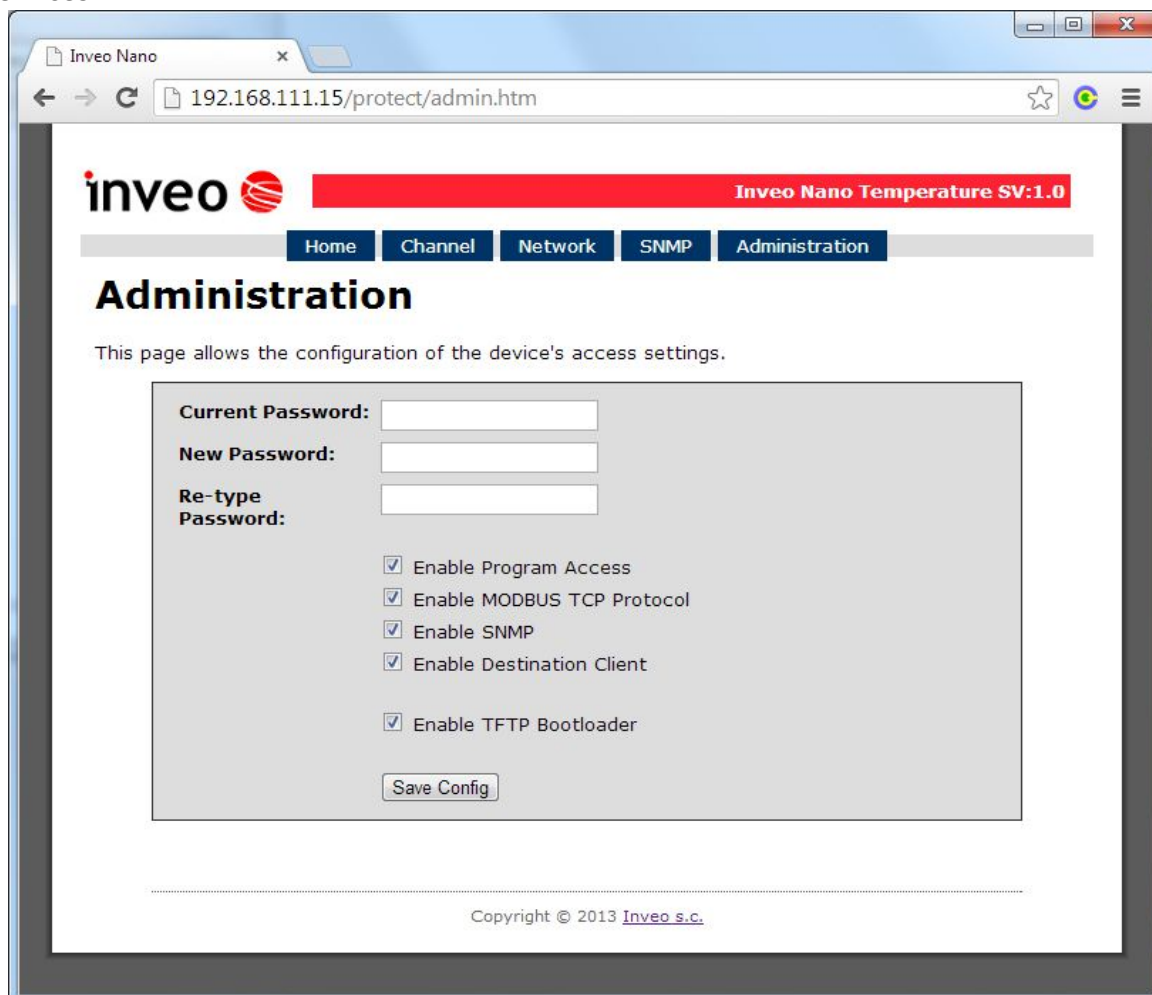 Inveo Nano
192.168.111.15/protect/admin.htm
inveo
Inveo Nano Temperature SV:1.0
Home Channel Network SNMP Administration
Administration
This page allows the configuration of the device's access settings.
Current Password:
New Password:
Re-type
Password:
Enable Program Access
Enable MODBUS TCP Protocol
Enable SNMP
Enable Destination Client
Enable TFTP Bootloader
Save Config
Copyright © 2013 Inveo s.c.